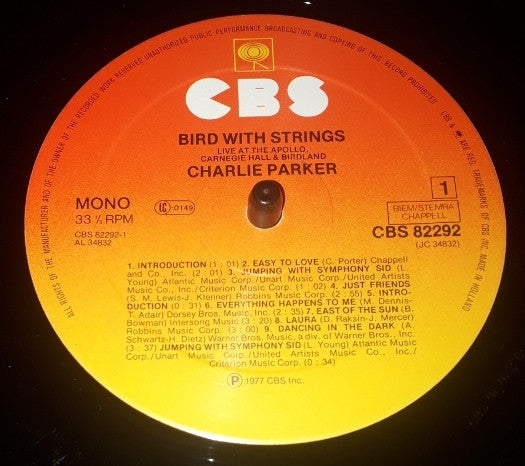 ALL RIGHTS OF THE MANUFACTURER AND OF THE OWNER OF THE RECORDED WORK RESERVED UNAUTHORIZED PUBLIC PERFORMANCE BROADCASTING AND COPYING OF THIS RECORD PROHIBITED
CBS & ARE REG. TRADEMARKS OF CBS INC. MADE IN HOLLAND
CBS
BIRD WITH STRINGS
LIVE AT THE APOLLO,
CARNEGIE HALL & BIRDLAND
CHARLIE PARKER
MONO
33 ⅓ RPM
LC 0149
1
BIEM/STEMRA
CHAPPELL
CBS 82292-1
AL 34832
CBS 82292
(JC 34832)
1. INTRODUCTION (1 : 01) 2. EASY TO LOVE (C. Porter) Chappell
and Co., Inc. (2 : 01) 3. JUMPING WITH SYMPHONY SID (L.
Young) Atlantic Music Corp./Unart Music Corp./United Artists
Music Co., Inc./Criterion Music Corp. (1 : 02) 4. JUST FRIENDS
(S. M. Lewis-J. Klenner) Robbins Music Corp. (2 : 55) 5. INTRO-
DUCTION (0 : 31) 6. EVERYTHING HAPPENS TO ME (M. Dennis-
T. Adair) Dorsey Bros. Music, Inc. 7. EAST OF THE SUN (B.
Bowman) Intersong Music (3 : 20) 8. LAURA (D. Raksin-J. Mercer)
Robbins Music Corp. (3 : 00) 9. DANCING IN THE DARK (A.
Schwartz-H. Dietz) Warner Bros. Music, a div. of Warner Bros., Inc.
(3 : 37) JUMPING WITH SYMPHONY SID (L. Young) Atlantic Music
Corp./Unart Music Corp./United Artists Music Co., Inc./
Criterion Music Corp. (0 : 34)
Ⓟ 1977 CBS Inc.